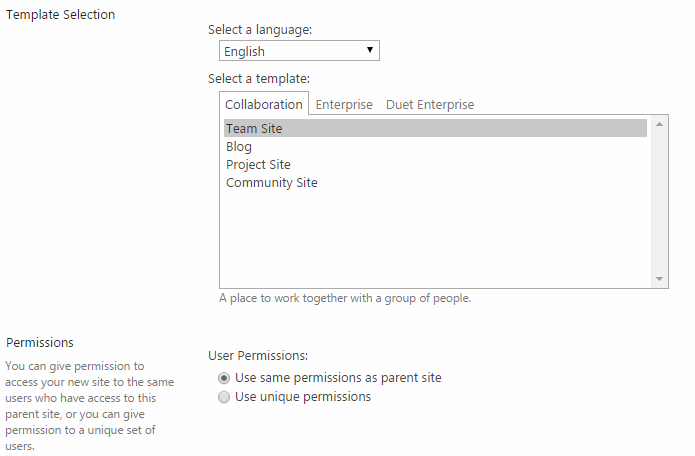 Template Selection
Select a language:
English
Select a template:
Collaboration Enterprise Duet Enterprise
Team Site
Blog
Project Site
Community Site
A place to work together with a group of people.
Permissions
You can give permission to
access your new site to the same
users who have access to this
parent site, or you can give
permission to a unique set of
users.
User Permissions:
Use same permissions as parent site
Use unique permissions